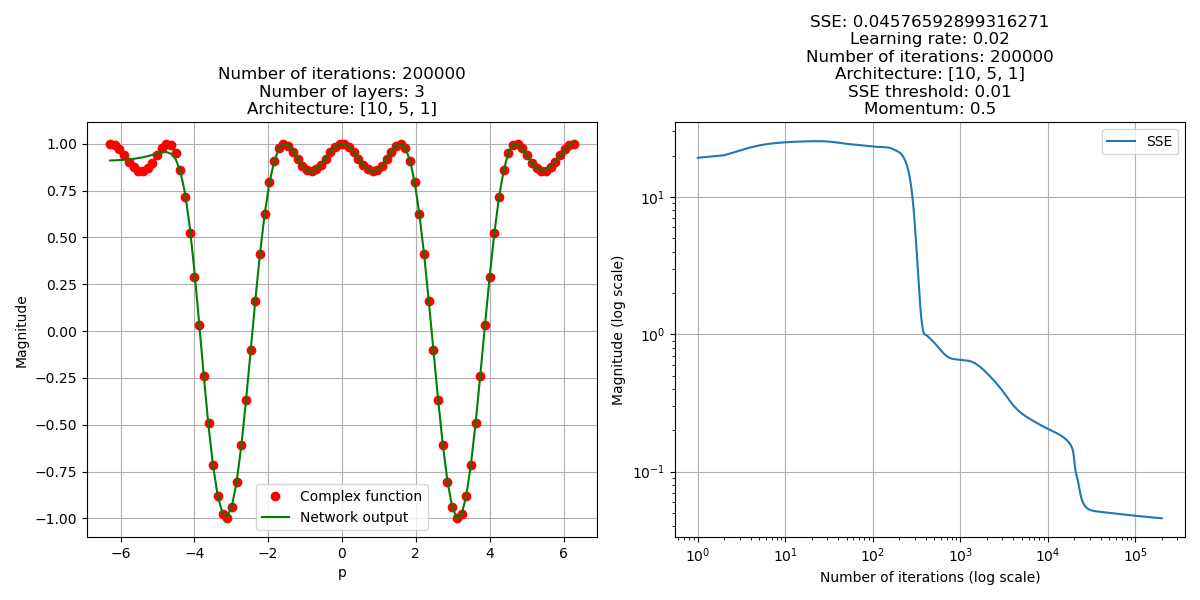 Number of iterations: 200000
Number of layers: 3
Architecture: [10, 5, 1]
1.00
0.75
0.50
0.25
0.00
−0.25
−0.50
−0.75
−1.00
Magnitude
Complex function
Network output
−6
−4
−2
0
2
4
6
p
SSE: 0.04576592899316271
Learning rate: 0.02
Number of iterations: 200000
Architecture: [10, 5, 1]
SSE threshold: 0.01
Momentum: 0.5
SSE
10¹
10⁰
10⁻¹
Magnitude (log scale)
10⁰
10¹
10²
10³
10⁴
10⁵
Number of iterations (log scale)